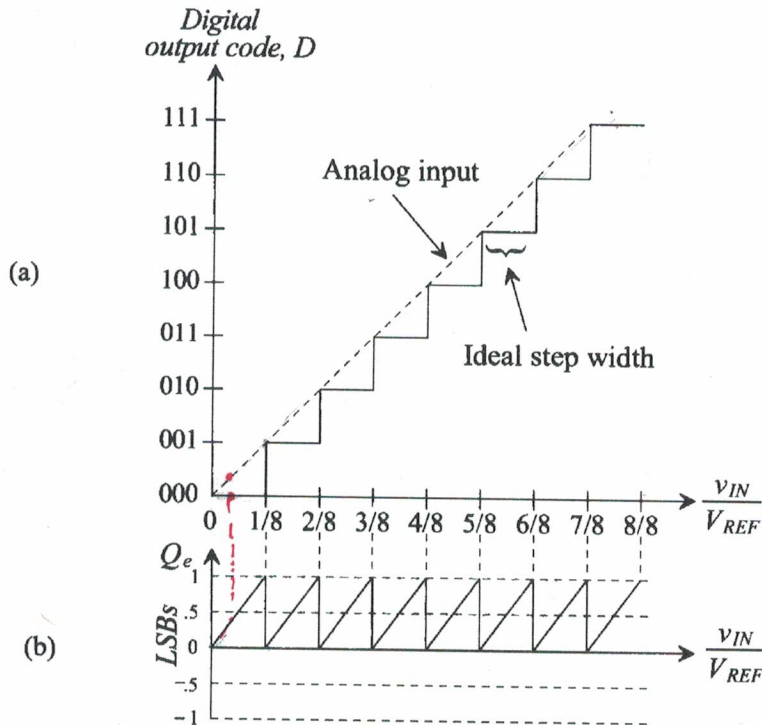 Digital
output code, D
111
110
101
100
011
010
001
000
Analog input
Ideal step width
(a)
0 1/8 2/8 3/8 4/8 5/8 6/8 7/8 8/8
v_IN
V_REF
Q_e
LSBs
1
.5
0
-.5
-1
(b)
v_IN
V_REF